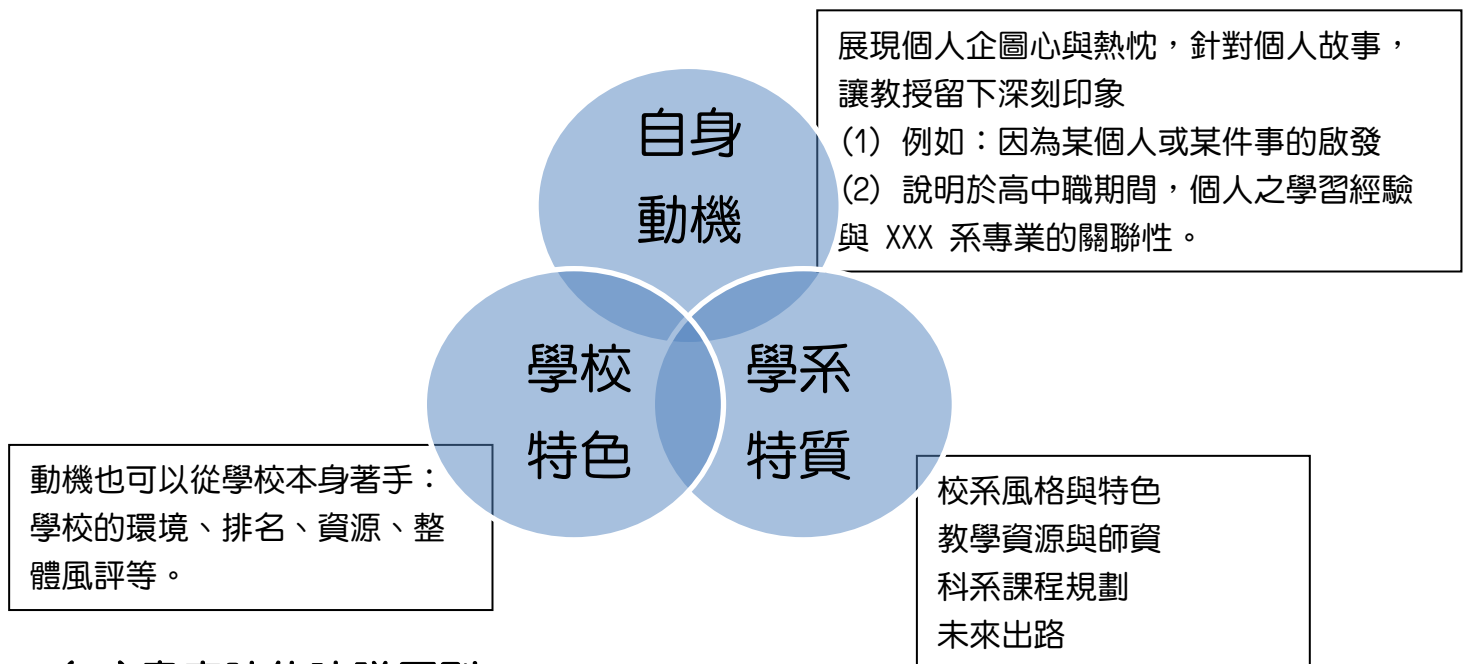 展現個人企圖心與熱忱，針對個人故事，
讓教授留下深刻印象
(1) 例如：因為某個人或某件事的啟發
(2) 說明於高中職期間，個人之學習經驗
與 XXX 系專業的關聯性。
自身
動機
學校
特色
學系
特質
動機也可以從學校本身著手：
學校的環境、排名、資源、整
體風評等。
校系風格與特色
教學資源與師資
科系課程規劃
未來出路